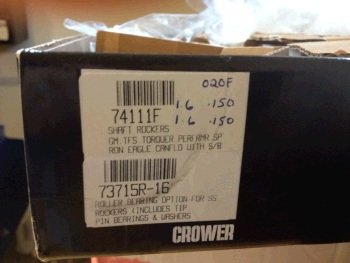 020F
74111F 1.6 .150
1.6 .150
SHAFT ROCKERS
GM TFS TORQUER PERFRMR SP
RON EAGLE CANFLD WITH S/B
73715R-16
ROLLER BEARING OPTION FOR SS
ROCKERS (INCLUDES TIP
PIN BEARINGS & WASHERS
CROWER